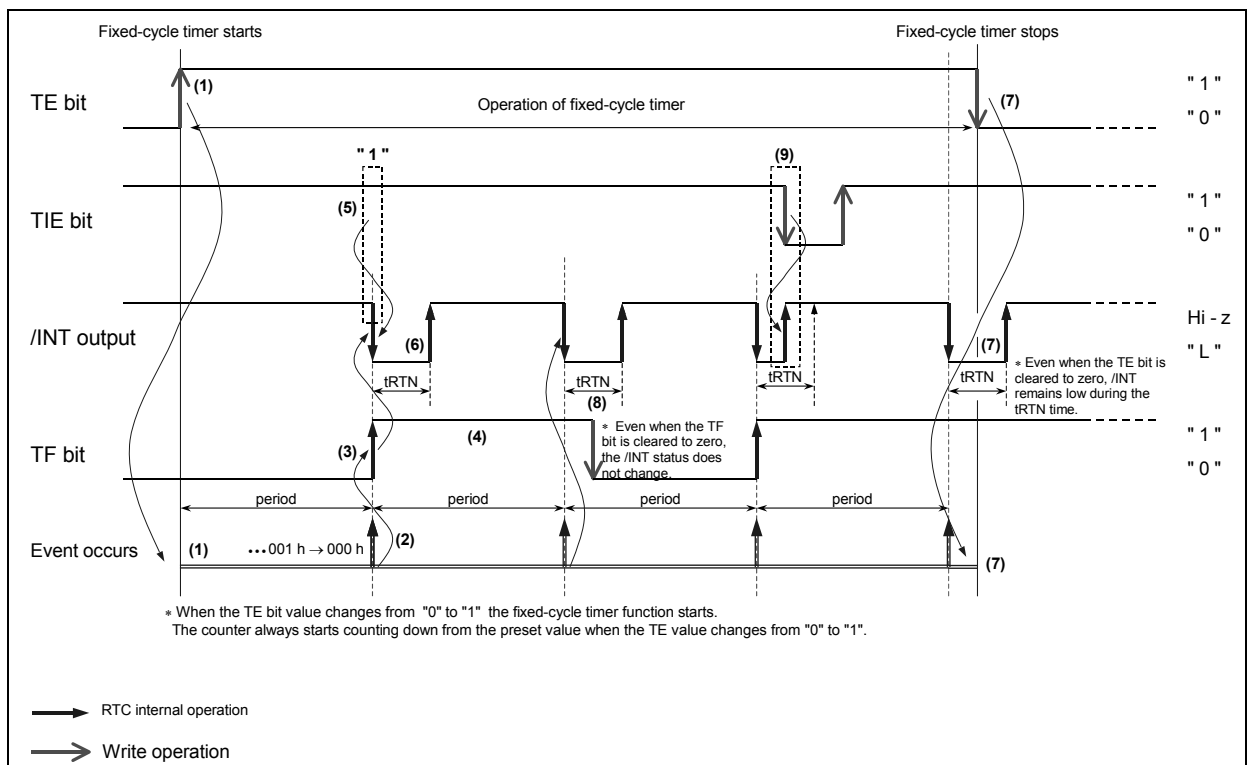 Fixed-cycle timer starts
Fixed-cycle timer stops
TE bit
(1)
Operation of fixed-cycle timer
(7)
" 1 "
" 0 "
" 1 "
(9)
TIE bit
(5)
" 1 "
" 0 "
/INT output
(6)
(7)
Hi - z
" L "
tRTN
tRTN
tRTN
tRTN
∗ Even when the TE bit is
cleared to zero, /INT
remains low during the
tRTN time.
(8)
TF bit
(3)
(4)
∗ Even when the TF
bit is cleared to zero,
the /INT status does
not change.
" 1 "
" 0 "
period
period
period
period
Event occurs
(1)
•••001 h → 000 h
(2)
(7)
∗ When the TE bit value changes from "0" to "1" the fixed-cycle timer function starts.
The counter always starts counting down from the preset value when the TE value changes from "0" to "1".
RTC internal operation
Write operation